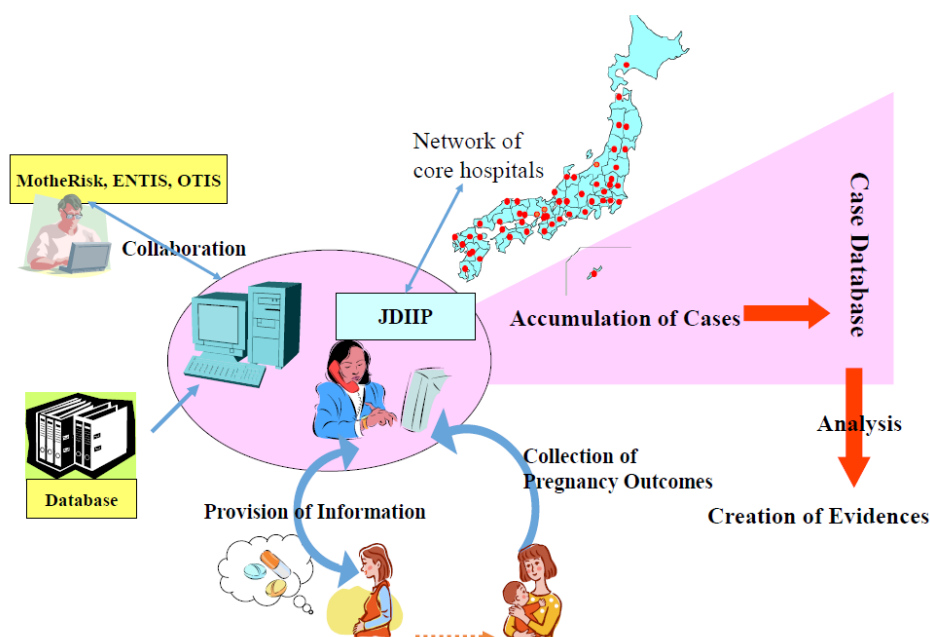 Network of
core hospitals
MotheRisk, ENTIS, OTIS
Collaboration
JDIIP
Accumulation of Cases
Case Database
Analysis
Collection of
Pregnancy Outcomes
Database
Provision of Information
Creation of Evidences